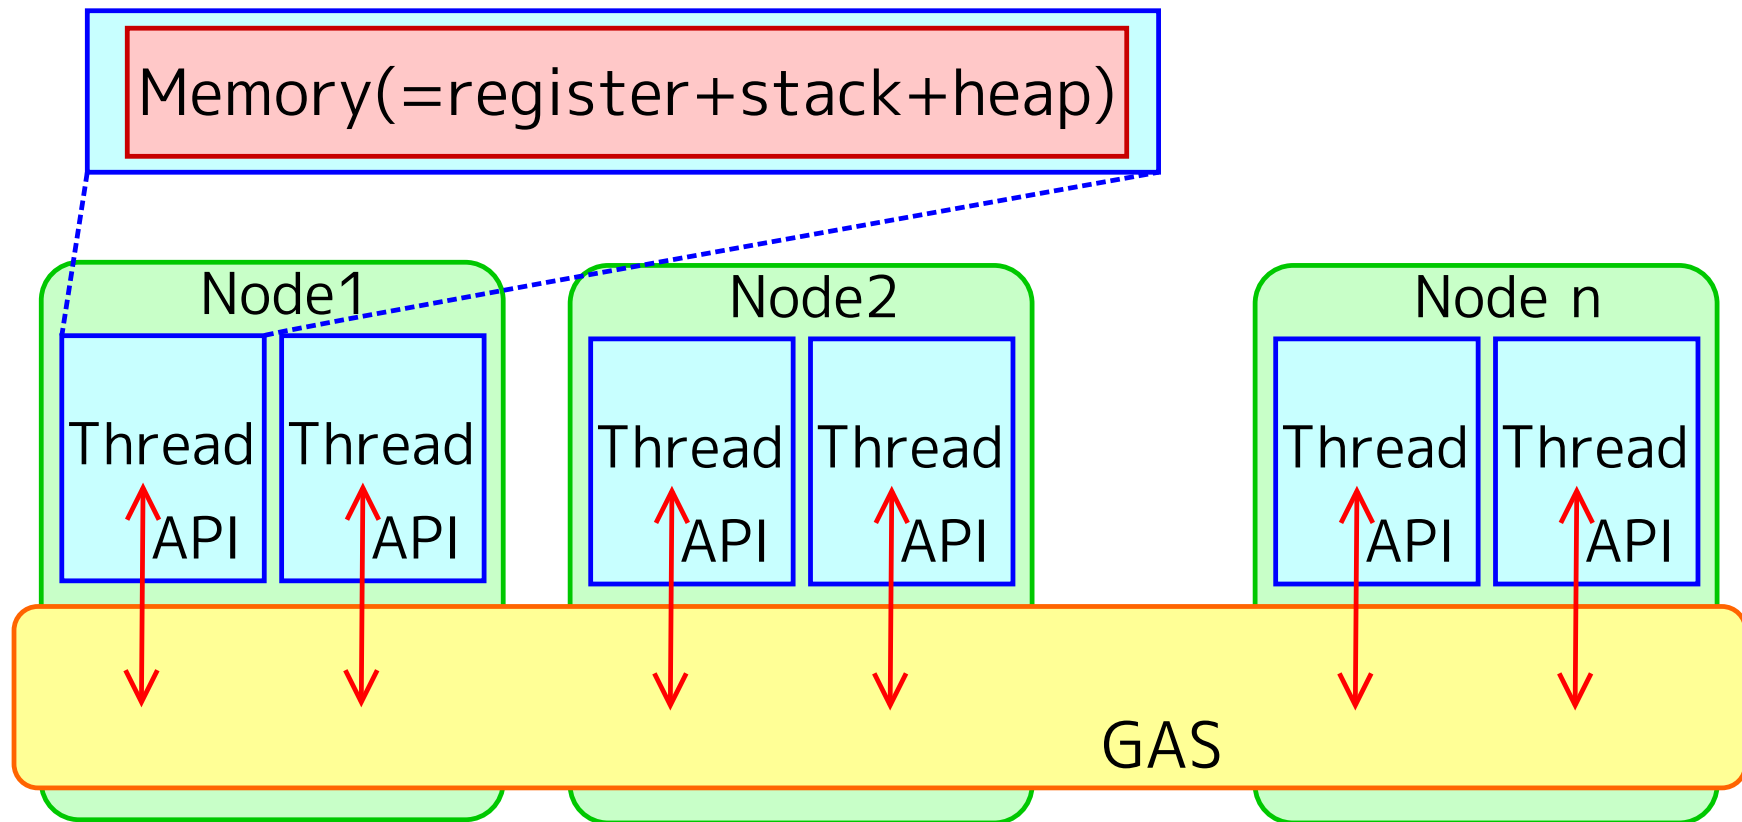 Memory(=register+stack+heap)
Node1
Node2
Node n
Thread
Thread
Thread
Thread
Thread
Thread
API
API
API
API
API
API
GAS